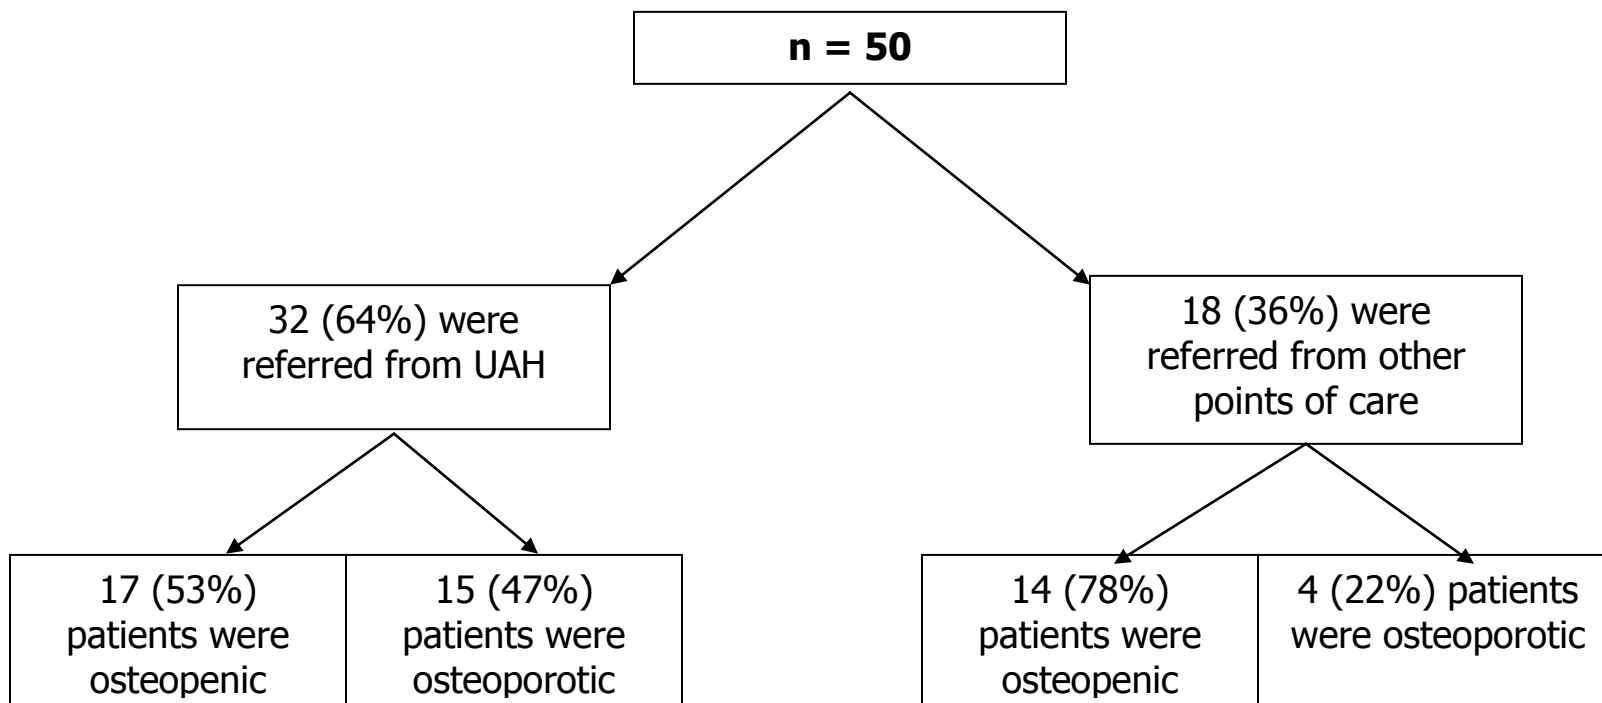 n = 50
32 (64%) were
referred from UAH
18 (36%) were
referred from other
points of care
17 (53%)
patients were
osteopenic
15 (47%)
patients were
osteoporotic
14 (78%)
patients were
osteopenic
4 (22%) patients
were osteoporotic